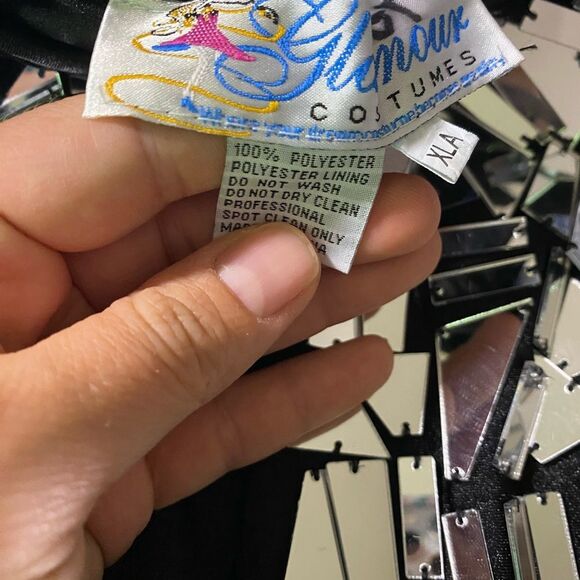 Glamour
COSTUMES
100% POLYESTER
POLYESTER LINING
DO NOT WASH
DO NOT DRY CLEAN
PROFESSIONAL
SPOT CLEAN ONLY
XLA